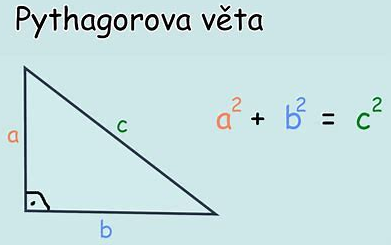 Pythagorova věta
a
c
b
a² + b² = c²